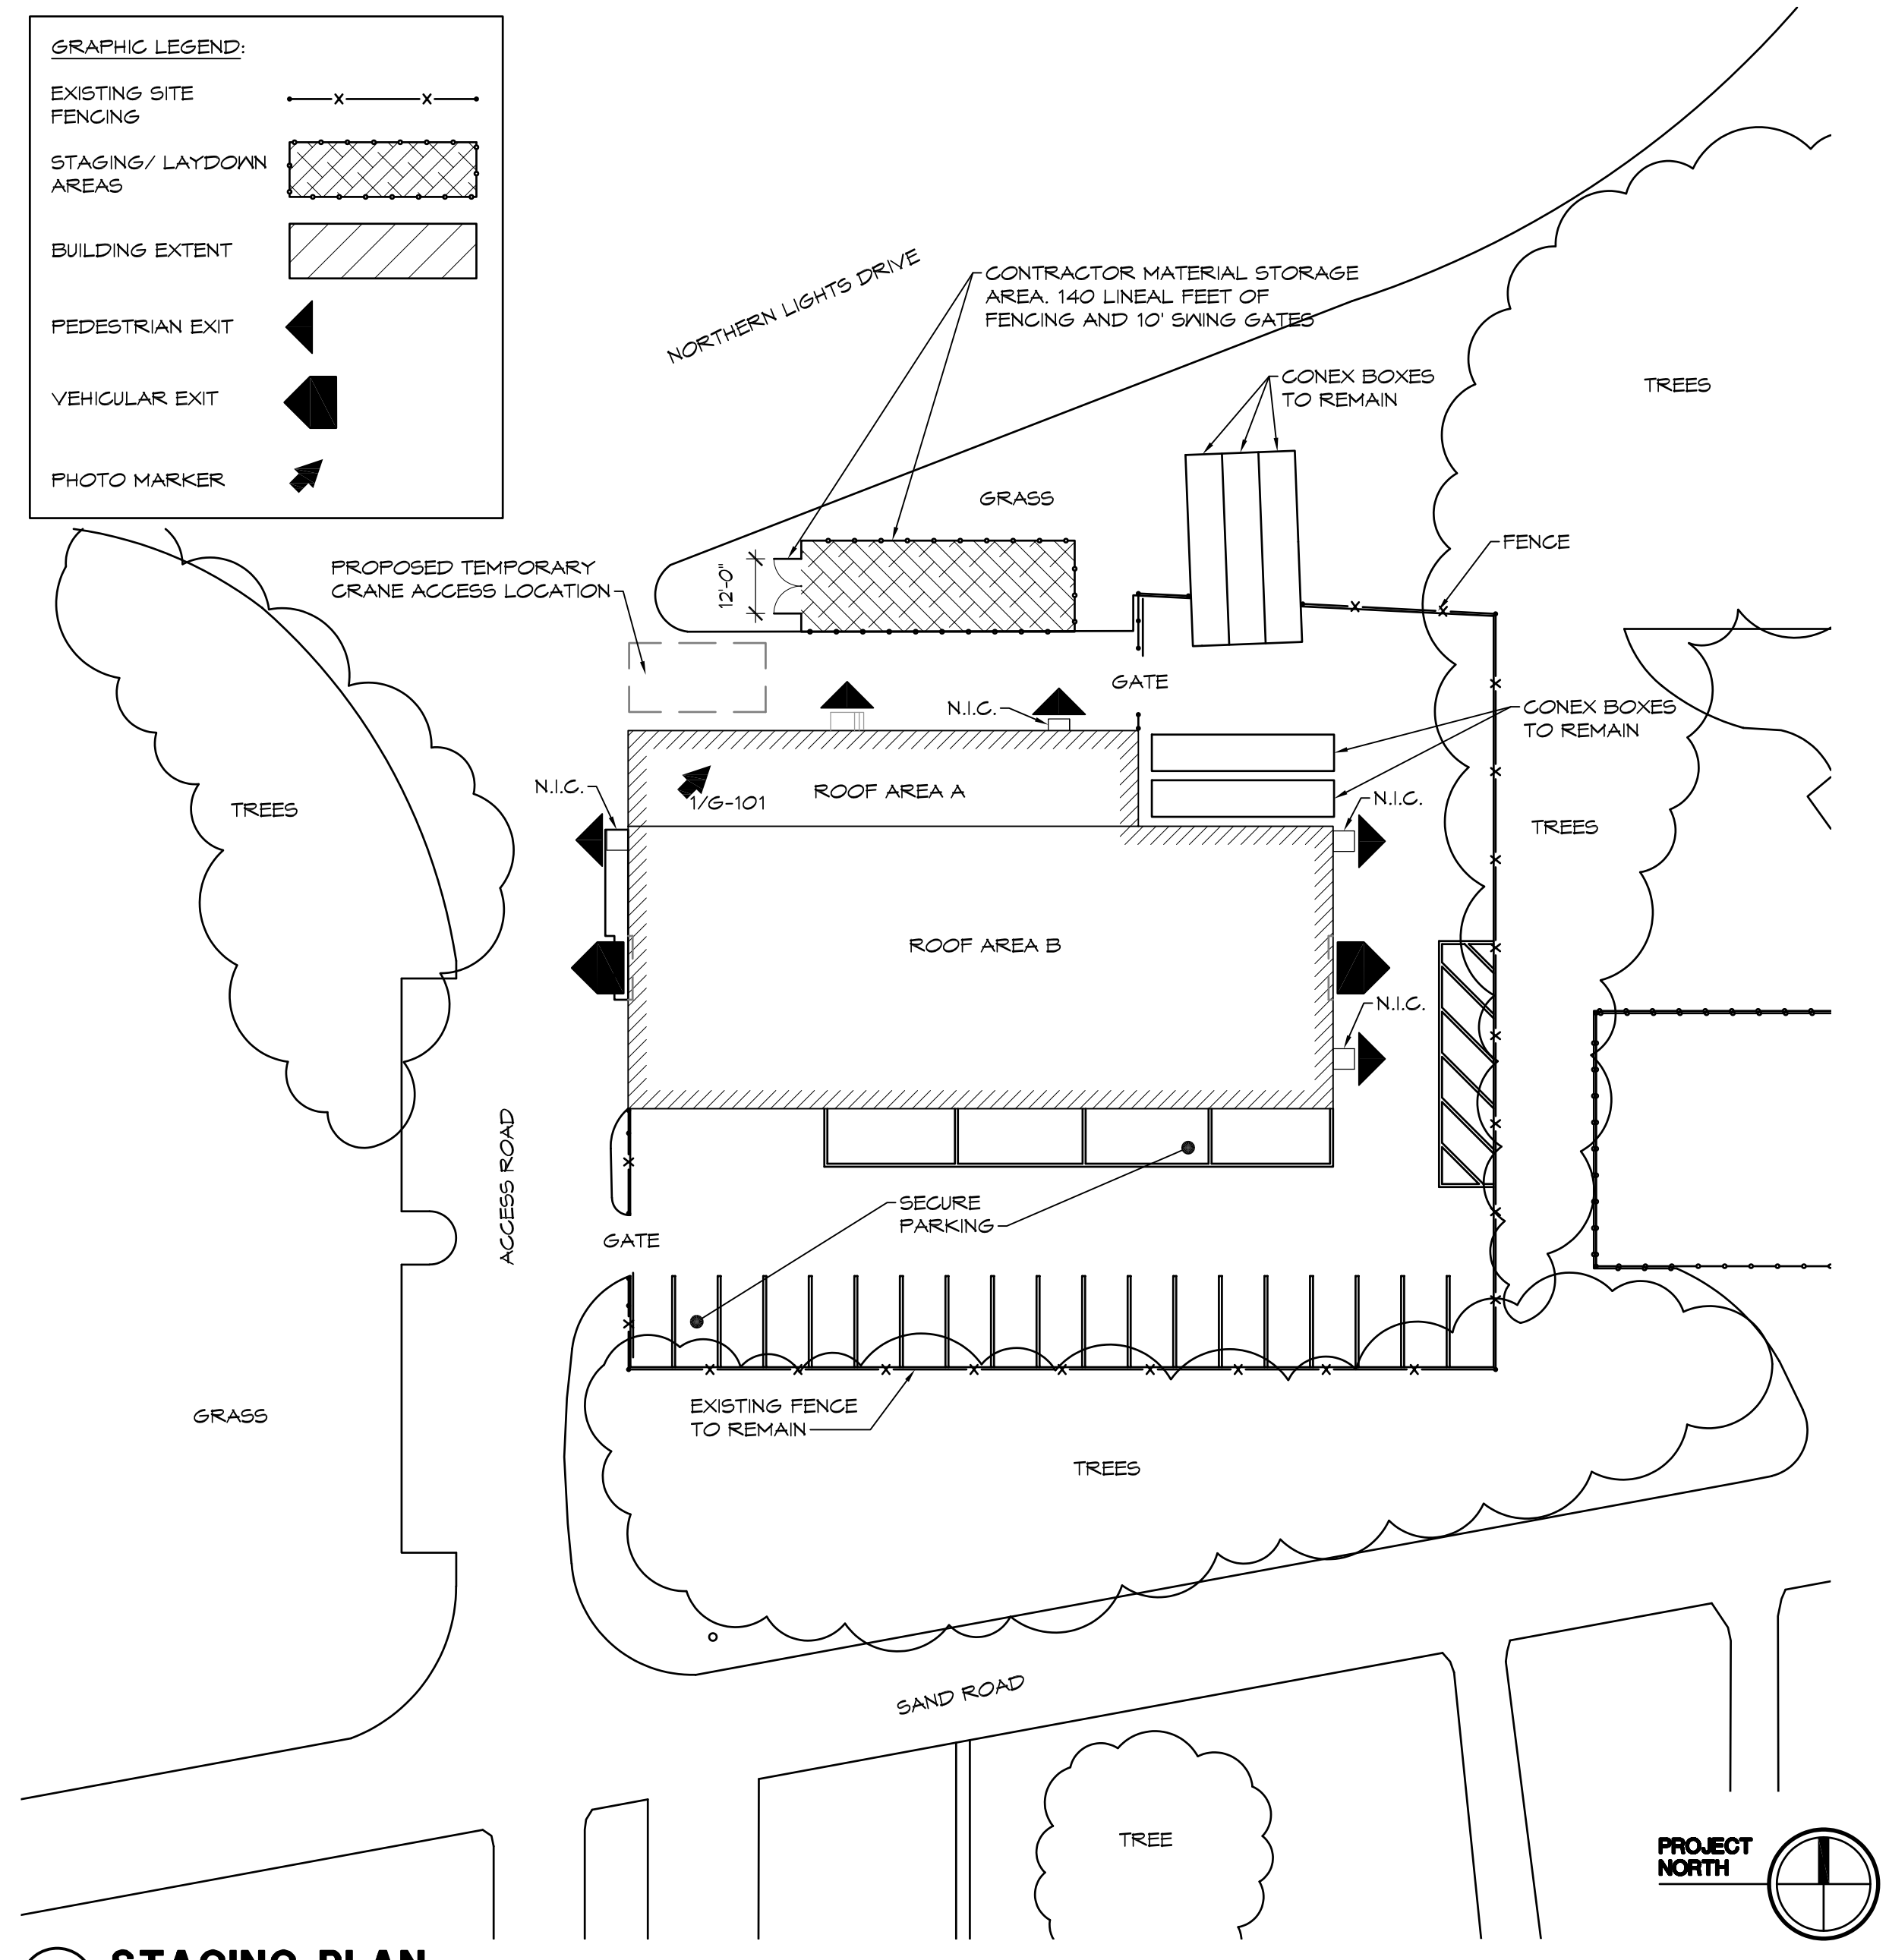 GRAPHIC LEGEND:
EXISTING SITE
FENCING
STAGING/ LAYDOWN
AREAS
BUILDING EXTENT
PEDESTRIAN EXIT
VEHICULAR EXIT
PHOTO MARKER
NORTHERN LIGHTS DRIVE
CONTRACTOR MATERIAL STORAGE
AREA. 140 LINEAL FEET OF
FENCING AND 10' SWING GATES
CONEX BOXES
TO REMAIN
TREES
GRASS
FENCE
PROPOSED TEMPORARY
CRANE ACCESS LOCATION
12'-0"
GATE
N.I.C.
CONEX BOXES
TO REMAIN
N.I.C.
ROOF AREA A
1/G-101
N.I.C.
TREES
TREES
ROOF AREA B
N.I.C.
ACCESS ROAD
SECURE
PARKING
GATE
EXISTING FENCE
TO REMAIN
GRASS
TREES
SAND ROAD
TREE
PROJECT
NORTH
STAGING PLAN